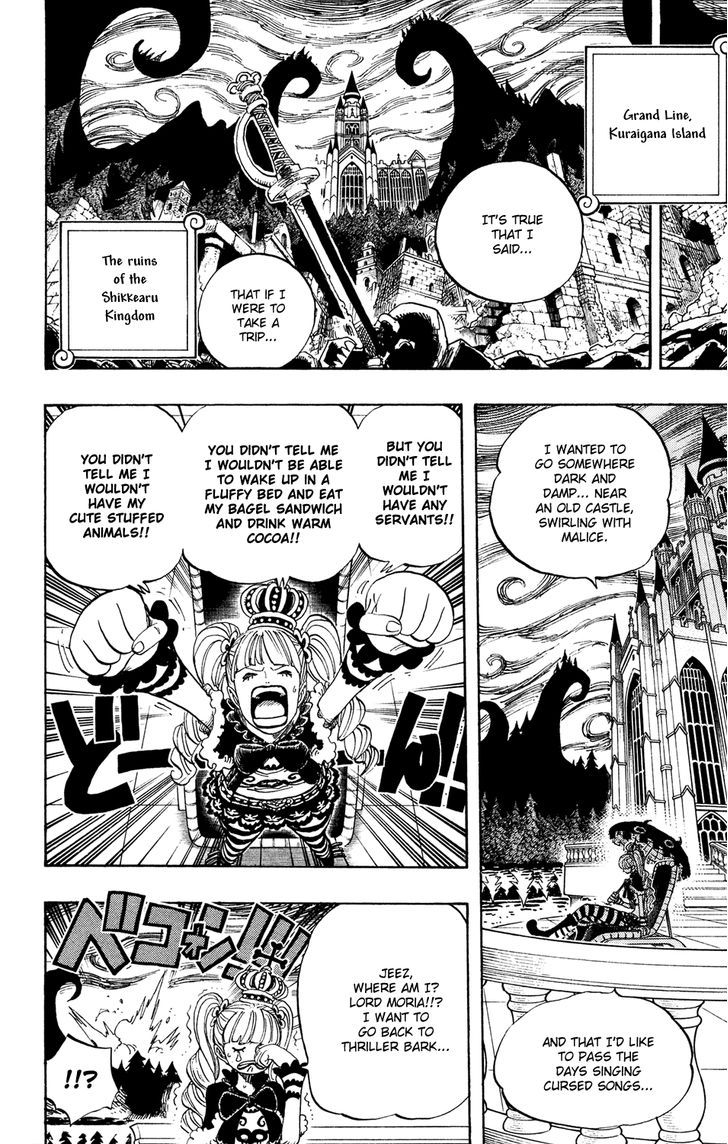 Grand Line,
Kuraigana Island
IT'S TRUE
THAT I
SAID...
THAT IF I
WERE TO
TAKE A
TRIP...
The ruins
of the
Shikkearu
Kingdom
I WANTED TO
GO SOMEWHERE
DARK AND
DAMP... NEAR
AN OLD CASTLE,
SWIRLING WITH
MALICE.
AND THAT I'D LIKE
TO PASS THE
DAYS SINGING
CURSED SONGS...
BUT YOU
DIDN'T TELL
ME I
WOULDN'T
HAVE ANY
SERVANTS!!
YOU DIDN'T TELL ME
I WOULDN'T BE ABLE
TO WAKE UP IN A
FLUFFY BED AND EAT
MY BAGEL SANDWICH
AND DRINK WARM
COCOA!!
YOU DIDN'T
TELL ME I
WOULDN'T
HAVE MY
CUTE STUFFED
ANIMALS!!
どーーん!!
JEEZ,
WHERE AM I?
LORD MORIA!!?
I WANT TO
GO BACK TO
THRILLER BARK...
ベコォン!!!
!!?